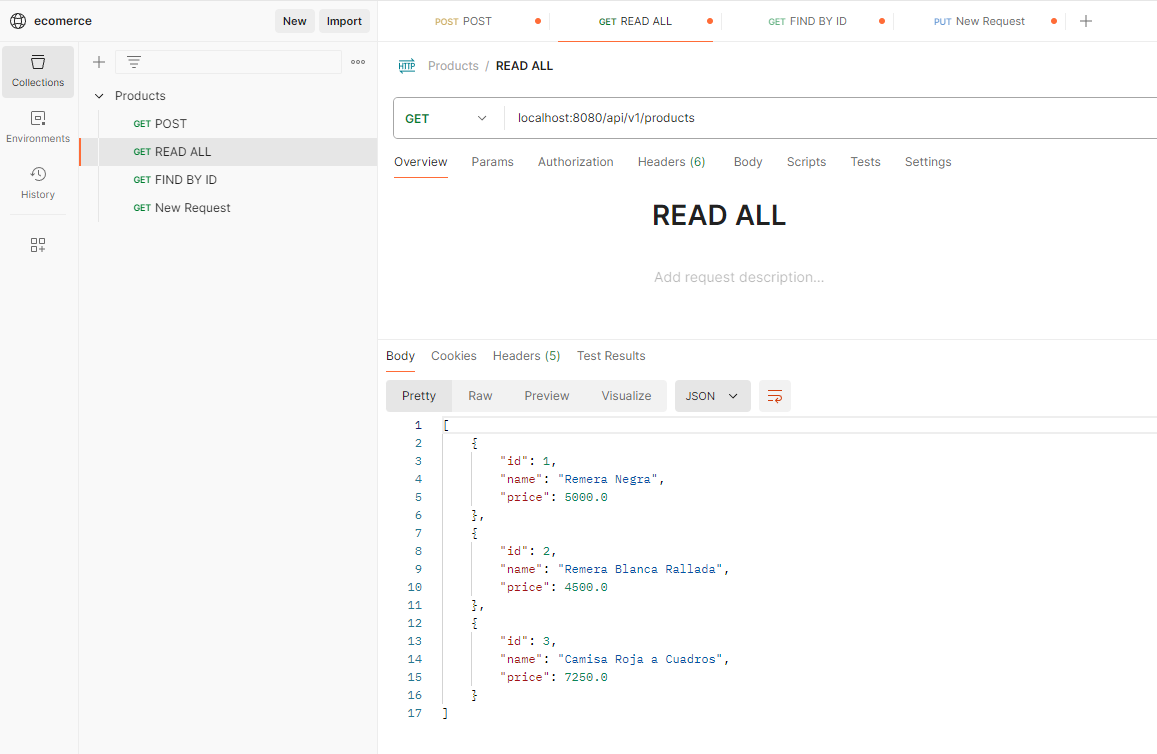 ecomerce
New Import
POST POST
GET READ ALL
GET FIND BY ID
PUT New Request
Collections
Environments
History
Products
GET POST
GET READ ALL
GET FIND BY ID
GET New Request
HTTP Products / READ ALL
GET localhost:8080/api/v1/products
Overview Params Authorization Headers (6) Body Scripts Tests Settings
READ ALL
Add request description...
Body Cookies Headers (5) Test Results
Pretty Raw Preview Visualize JSON
1 [
2 {
3 "id": 1,
4 "name": "Remera Negra",
5 "price": 5000.0
6 },
7 {
8 "id": 2,
9 "name": "Remera Blanca Rallada",
10 "price": 4500.0
11 },
12 {
13 "id": 3,
14 "name": "Camisa Roja a Cuadros",
15 "price": 7250.0
16 }
17 ]